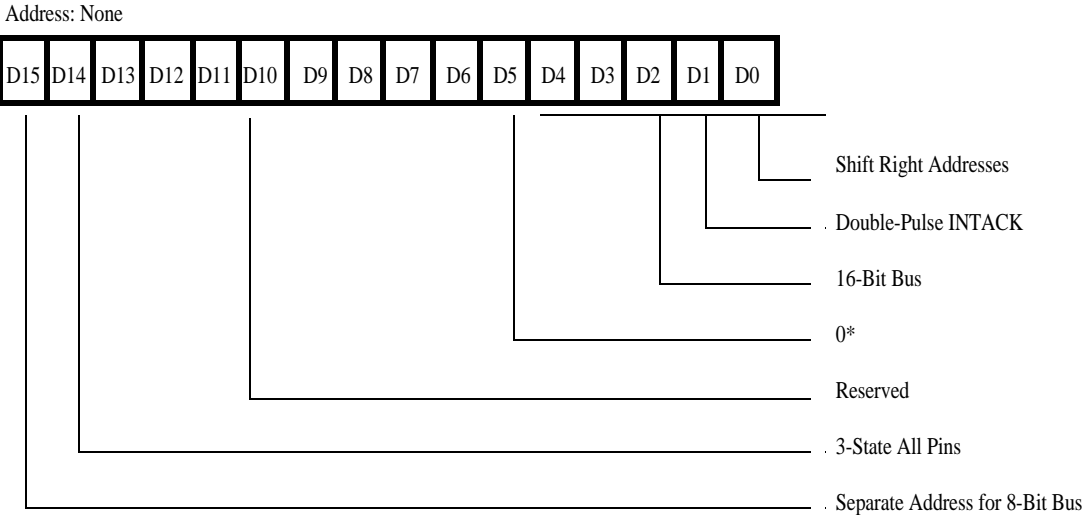 Address: None
D15 D14 D13 D12 D11 D10 D9 D8 D7 D6 D5 D4 D3 D2 D1 D0
Shift Right Addresses
Double-Pulse INTACK
16-Bit Bus
0*
Reserved
3-State All Pins
Separate Address for 8-Bit Bus